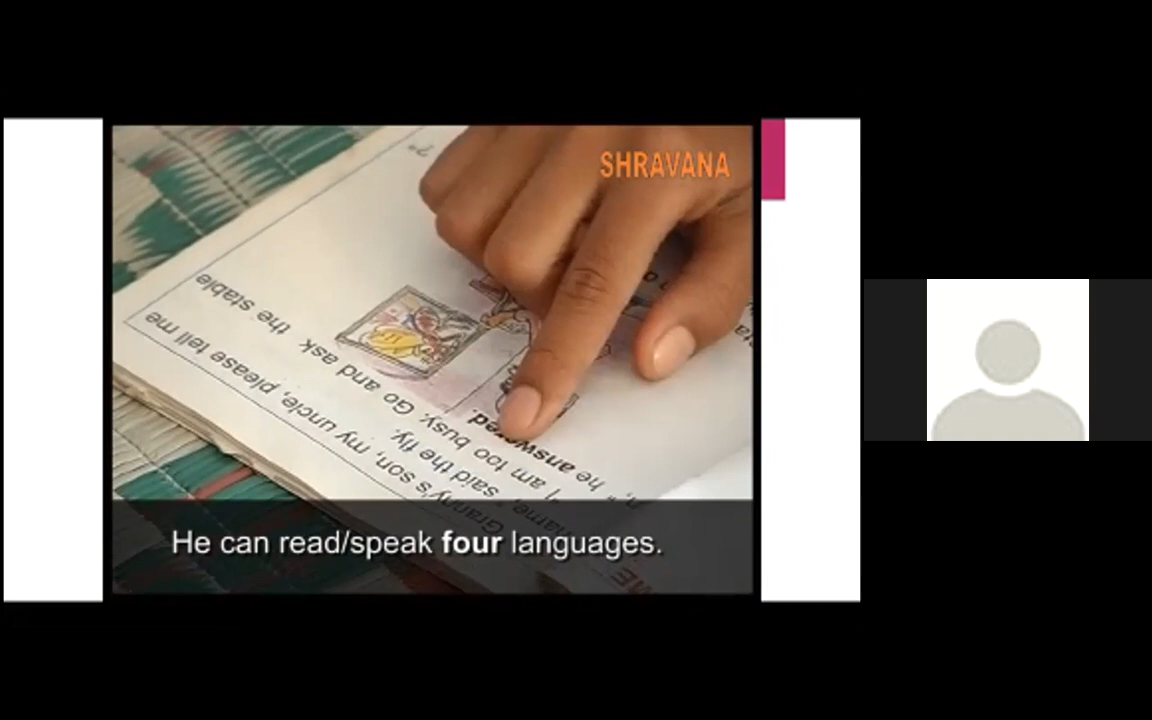 SHRAVANA
me
please tell
my uncle,
Granny's son,
the stable
Go and ask
"I am too busy.
said the fly.
name,"
he answered.
He can read/speak four languages.